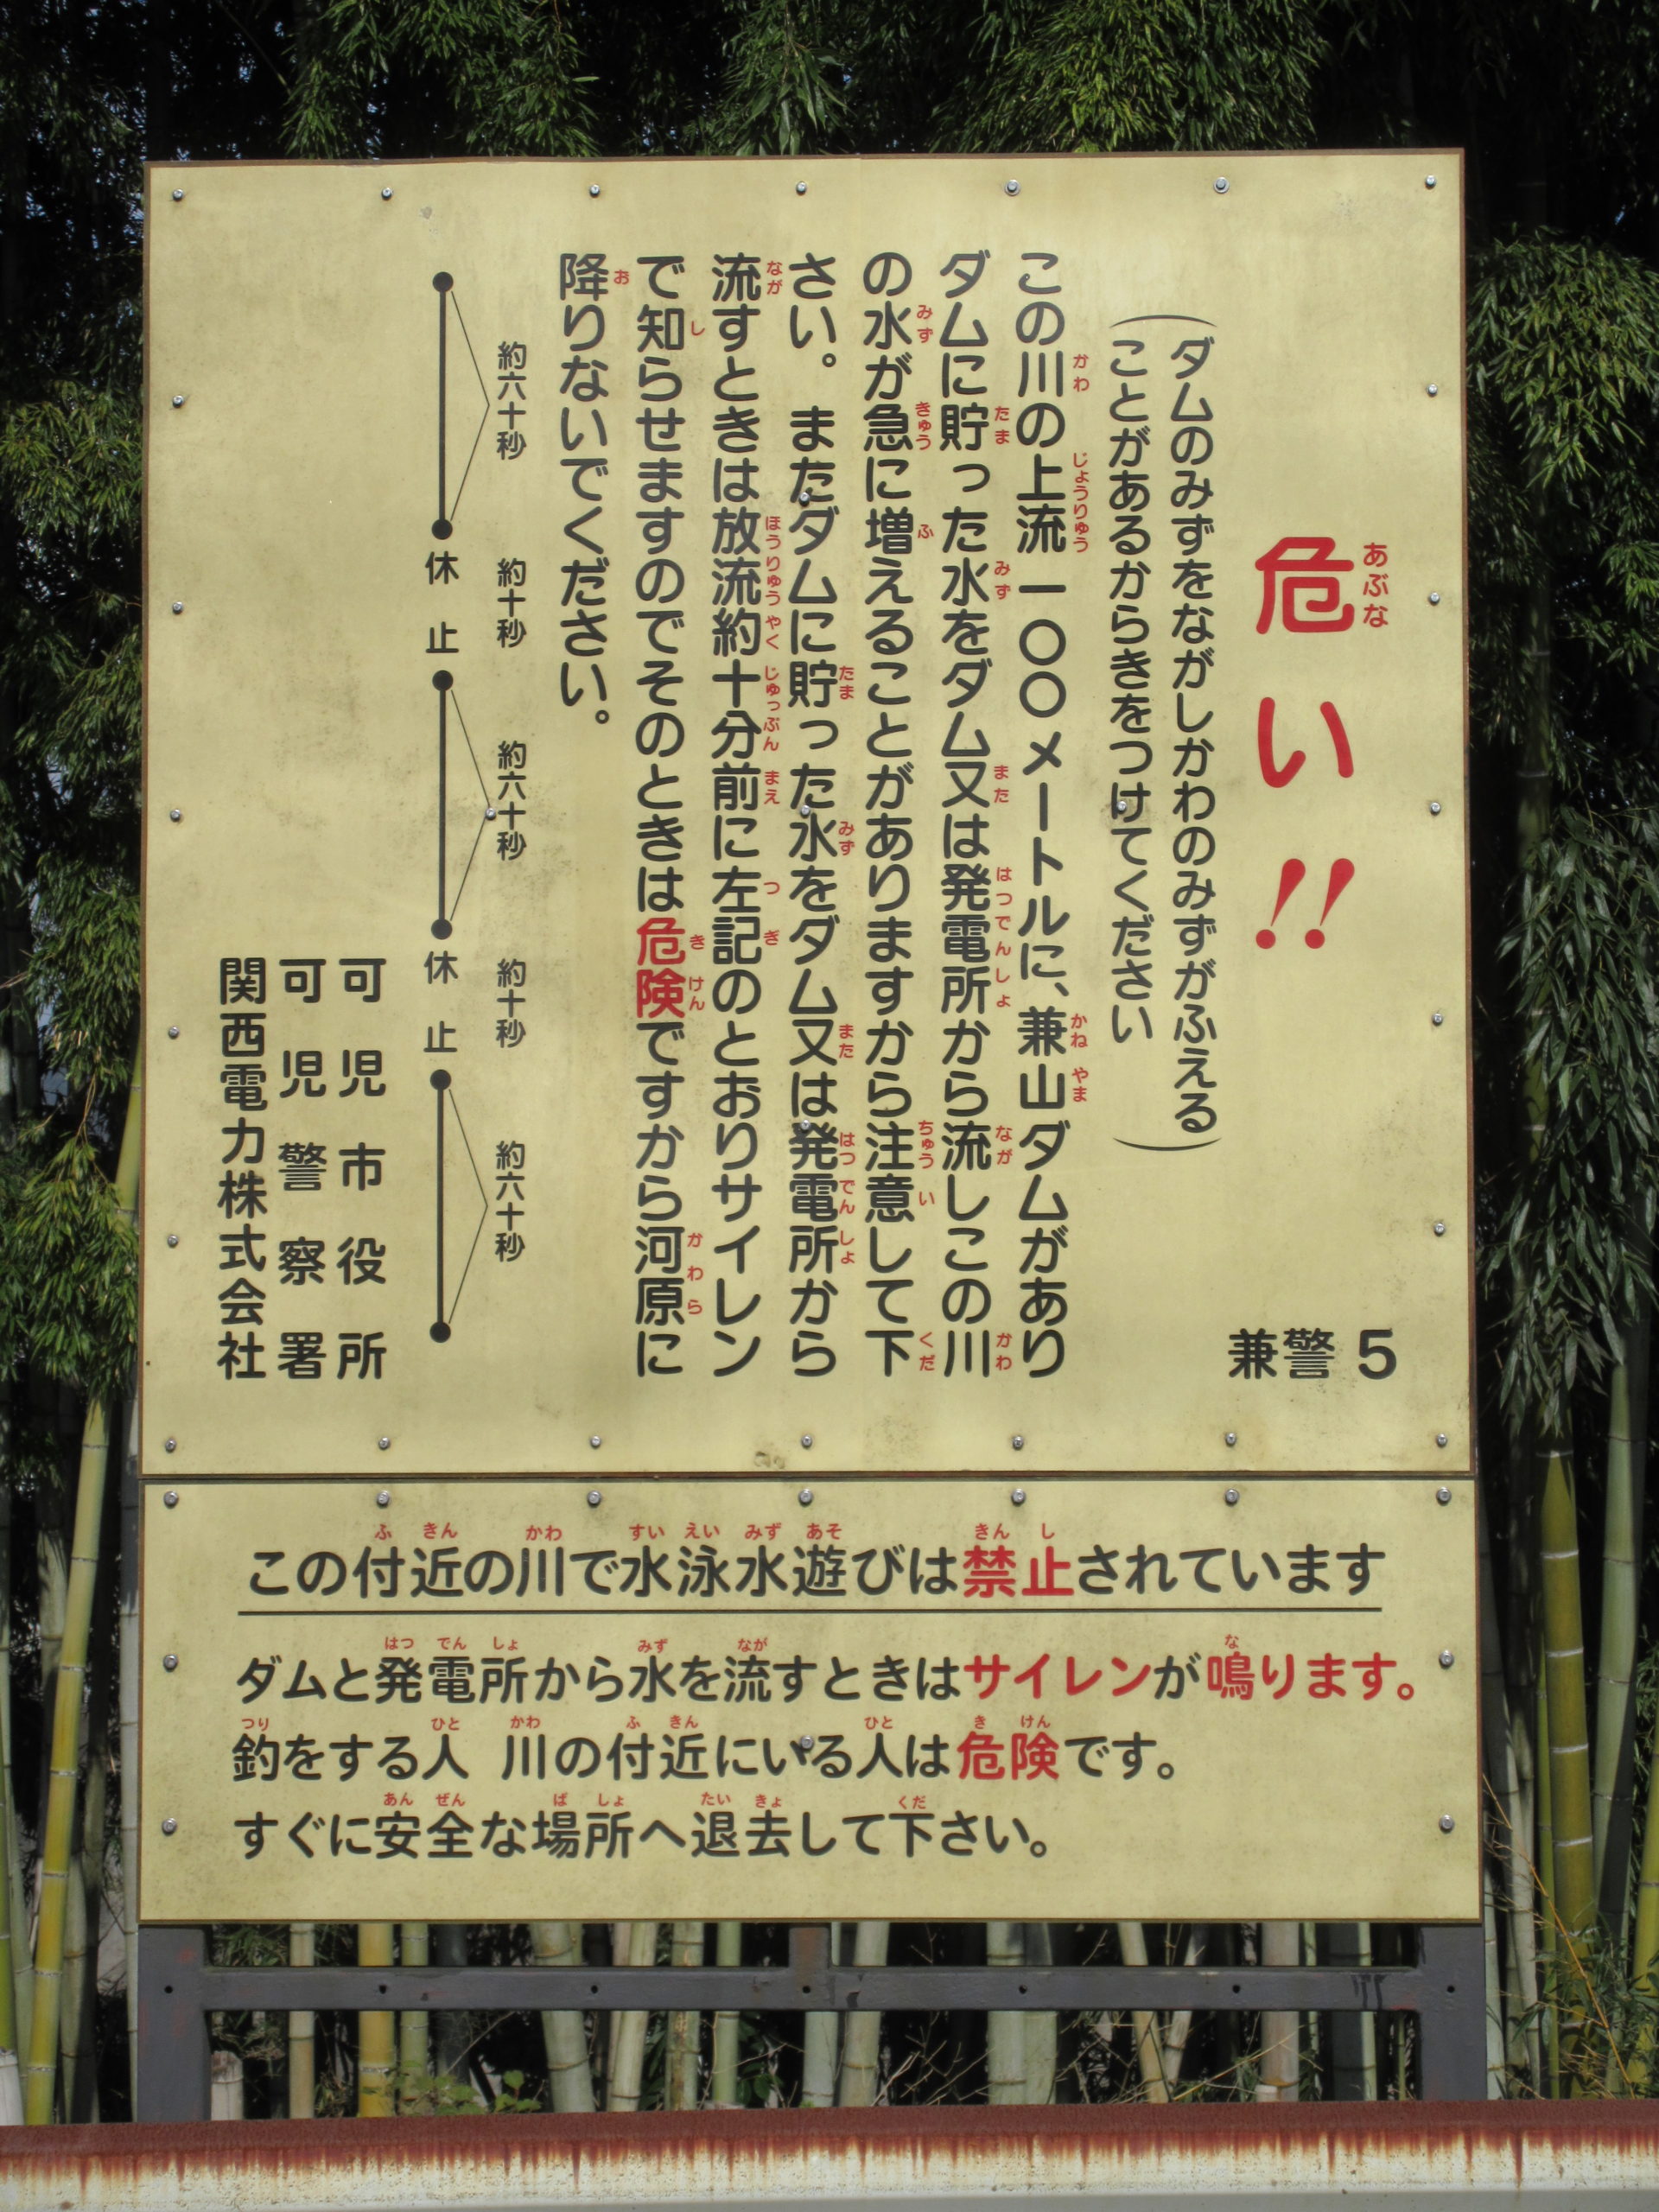 危い!!
兼警 5
(ダムのみずをながしかわのみずがふえる
ことがあるからきをつけてください)
この川の上流一〇〇メートルに、兼山ダムがあり
ダムに貯った水をダム又は発電所から流しこの川
の水が急に増えることがありますから注意して下
さい。またダムに貯った水をダム又は発電所から
流すときは放流約十分前に左記のとおりサイレン
で知らせますのでそのときは危険ですから河原に
降りないでください。
約六十秒 約十秒 約六十秒 約十秒 約六十秒
休止 休止
可児市役所
可児警察署
関西電力株式会社
この付近の川で水泳水遊びは禁止されています
ダムと発電所から水を流すときはサイレンが鳴ります。
釣をする人 川の付近にいる人は危険です。
すぐに安全な場所へ退去して下さい。